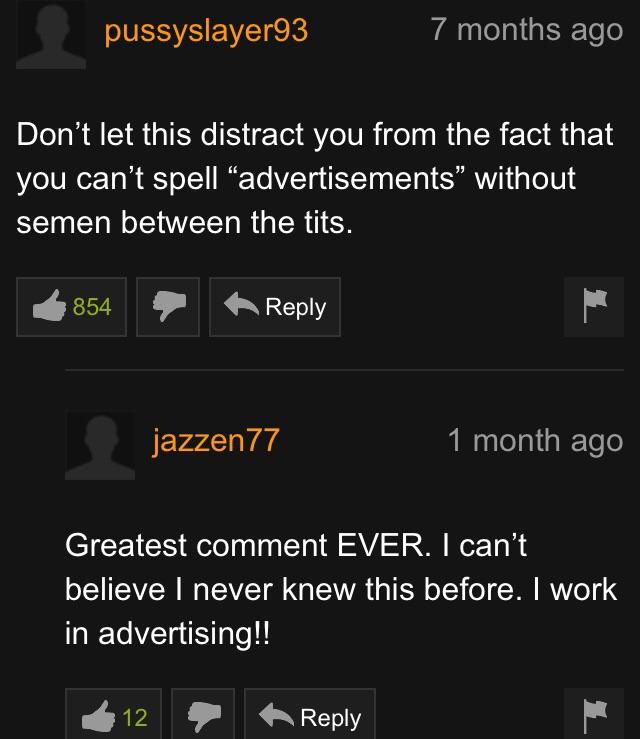 pussyslayer93 7 months ago
Don’t let this distract you from the fact that
you can’t spell “advertisements” without
semen between the tits.
854 Reply
jazzen77 1 month ago
Greatest comment EVER. I can’t
believe I never knew this before. I work
in advertising!!
12 Reply